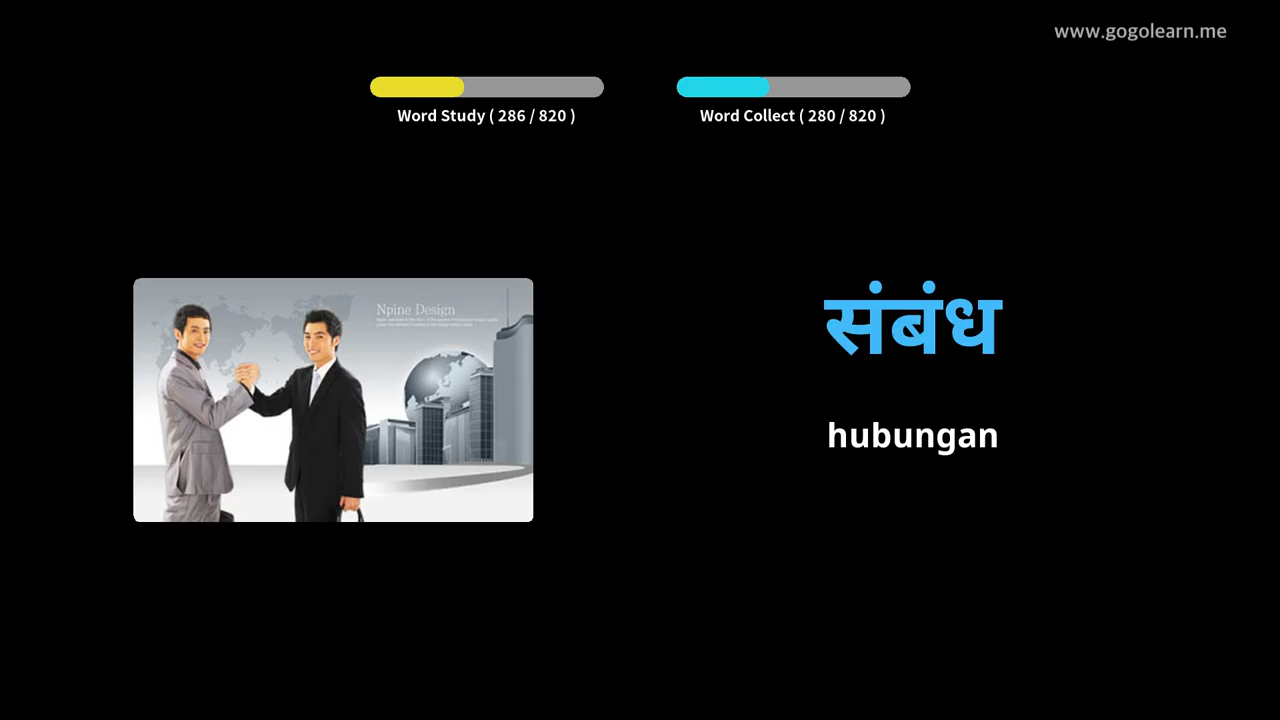 www.gogolearn.me
Word Study ( 286 / 820 )
Word Collect ( 280 / 820 )
Npine Design
संबंध
hubungan